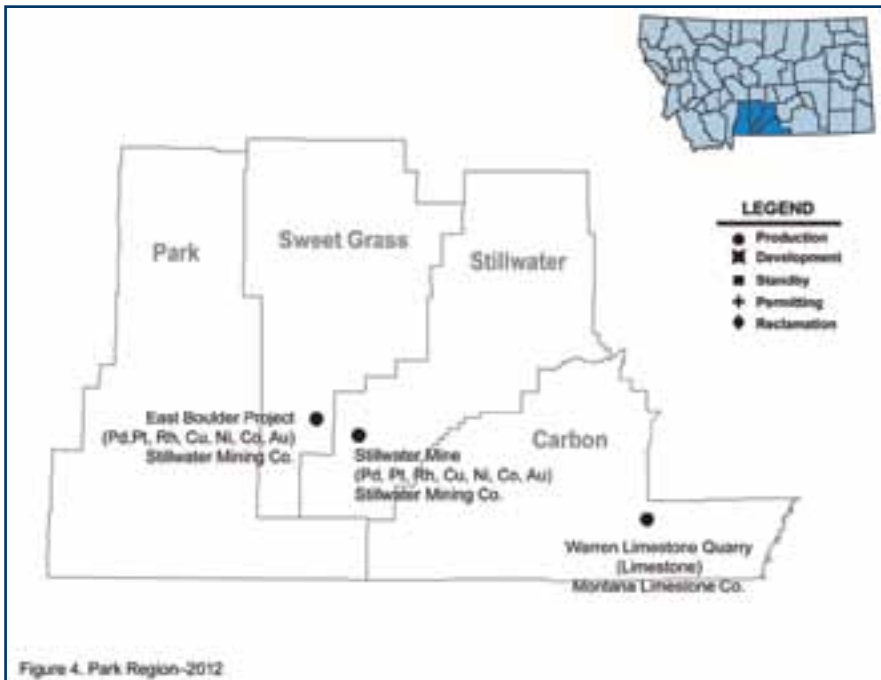 LEGEND
Production
Development
Standby
Permitting
Reclamation
Park
Sweet Grass
Stillwater
East Boulder Project
(Pd.Pt, Rh, Cu, Ni, Co, Au)
Stillwater Mining Co.
Stillwater Mine
(Pd, Pt, Rh, Cu, Ni, Co, Au)
Stillwater Mining Co.
Carbon
Warren Limestone Quarry
(Limestone)
Montana Limestone Co.
Figure 4. Park Region–2012